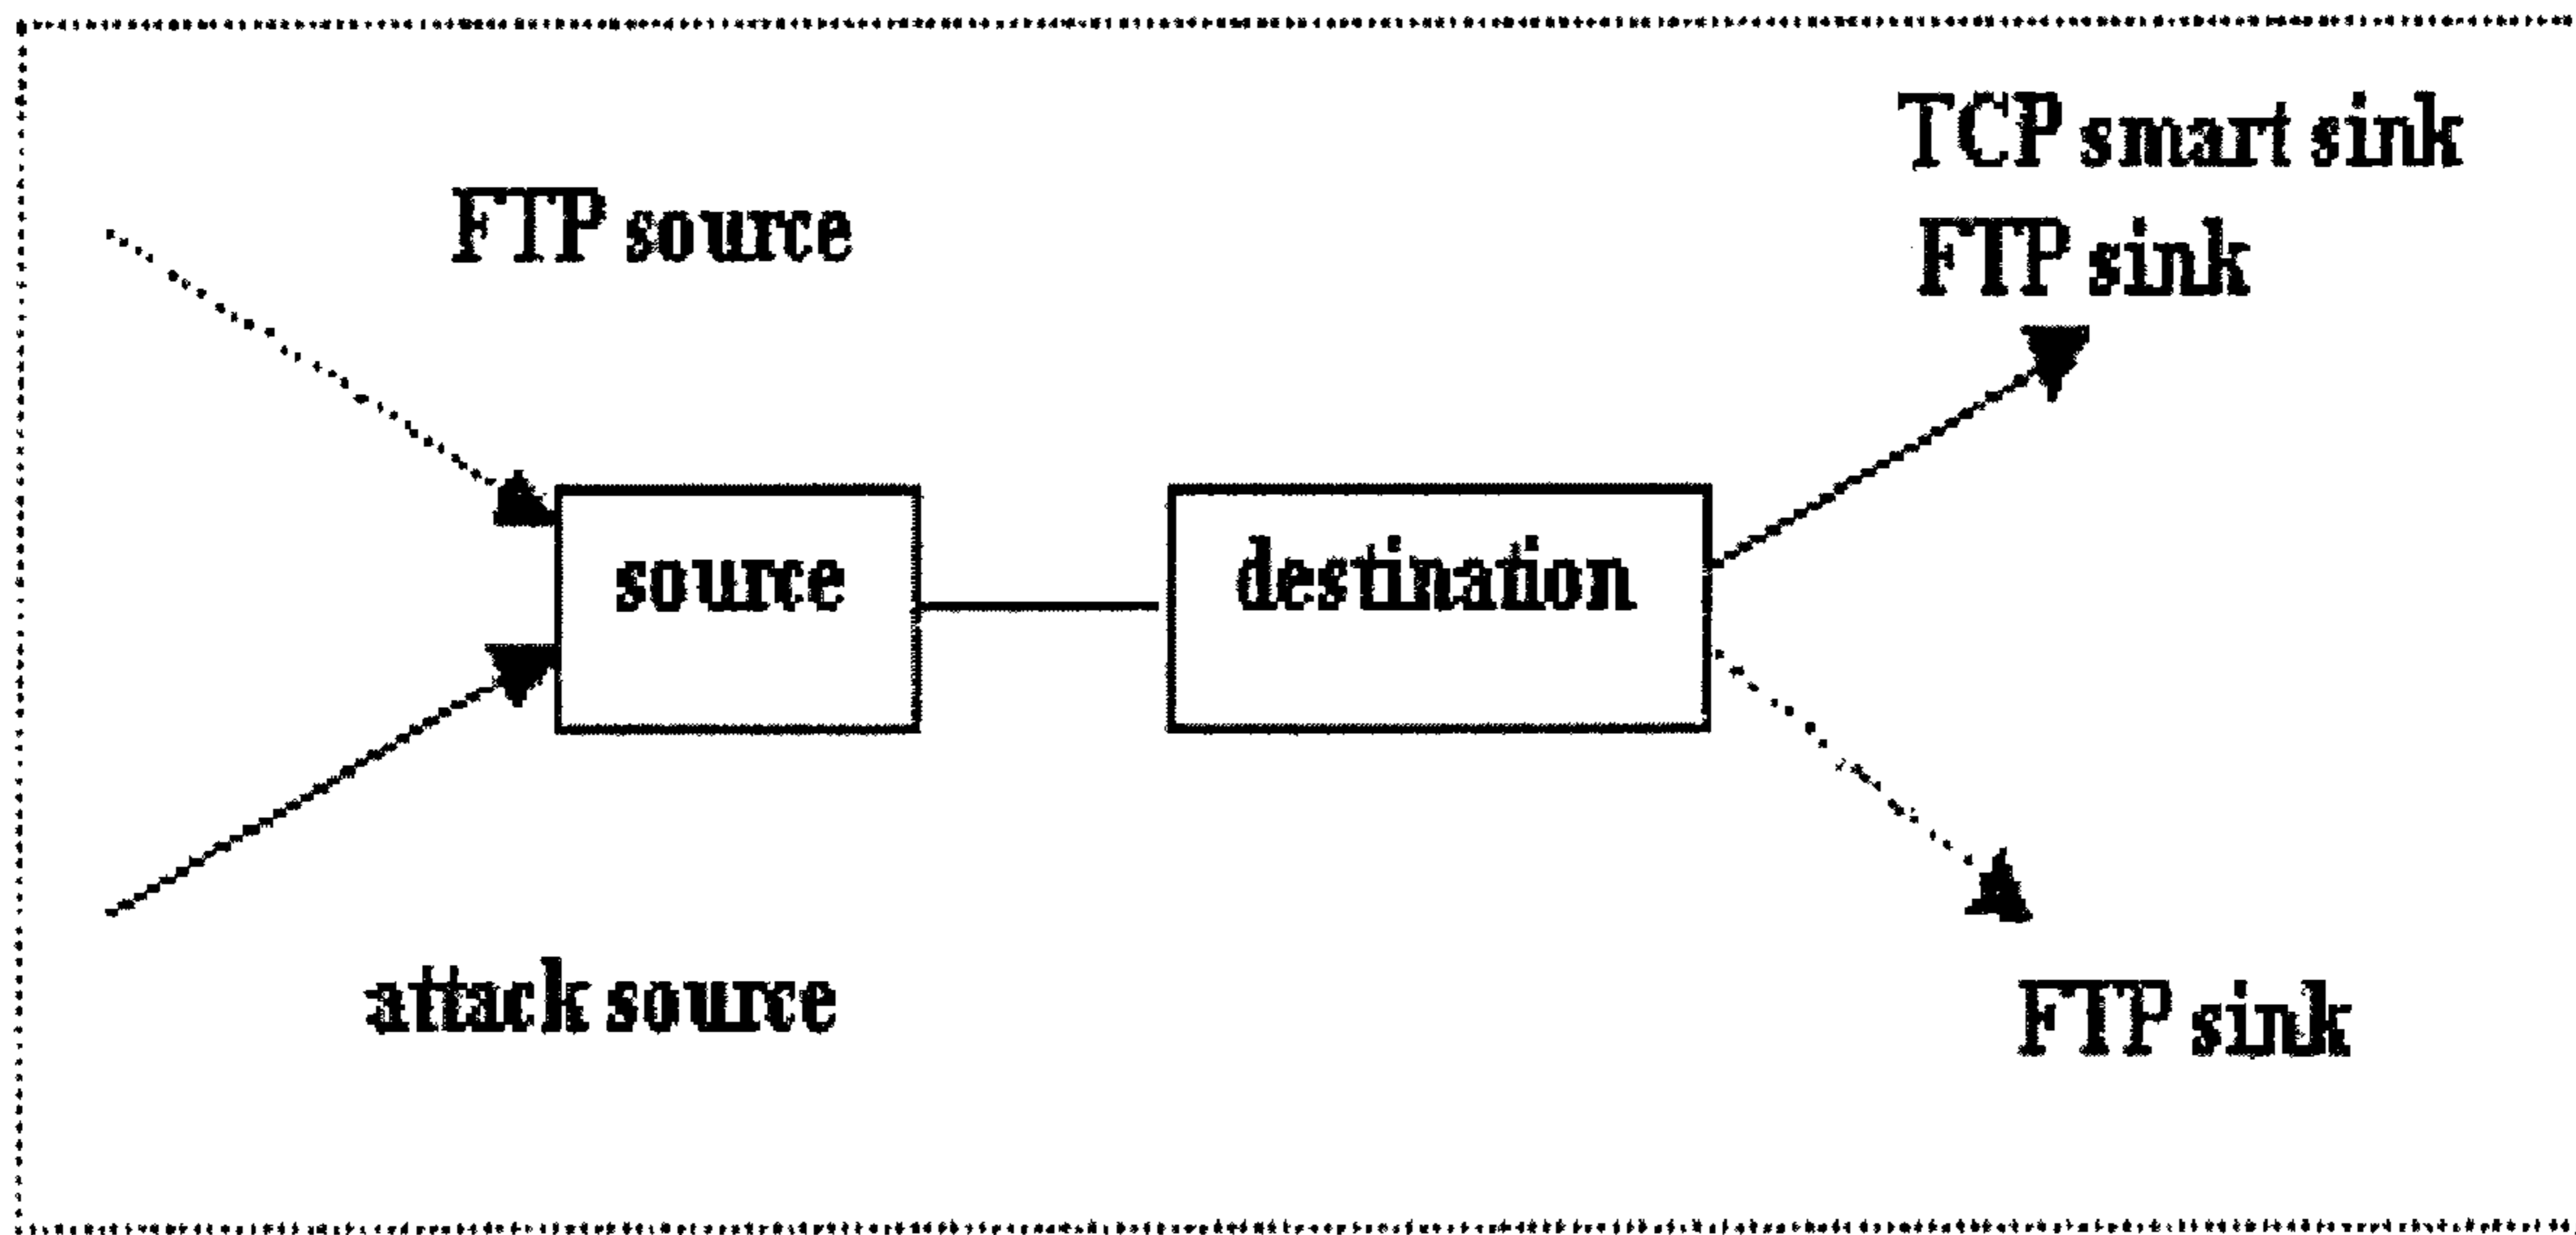 TCP smart sink
FTP source
FTP sink
source
destination
attack source
FTP sink